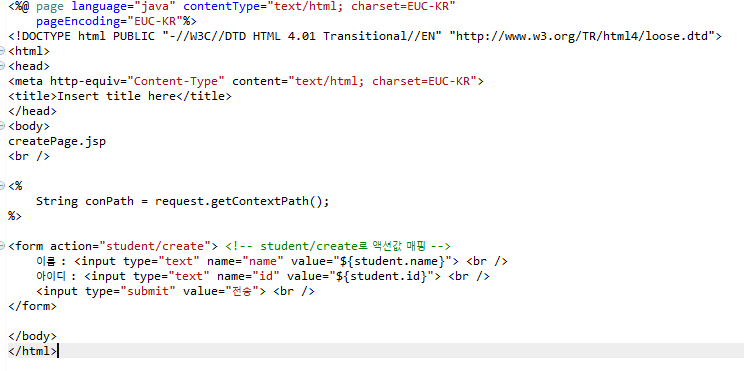 <%@ page language="java" contentType="text/html; charset=EUC-KR"
    pageEncoding="EUC-KR"%>
<!DOCTYPE html PUBLIC "-//W3C//DTD HTML 4.01 Transitional//EN" "http://www.w3.org/TR/html4/loose.dtd">
<html>
<head>
<meta http-equiv="Content-Type" content="text/html; charset=EUC-KR">
<title>Insert title here</title>
</head>
<body>
createPage.jsp
<br />
<%
    String conPath = request.getContextPath();
%>
<form action="student/create"> <!-- student/create로 액션값 매핑 -->
    이름 : <input type="text" name="name" value="${student.name}"> <br />
    아이디 : <input type="text" name="id" value="${student.id}"> <br />
    <input type="submit" value="전송"> <br />
</form>
</body>
</html>